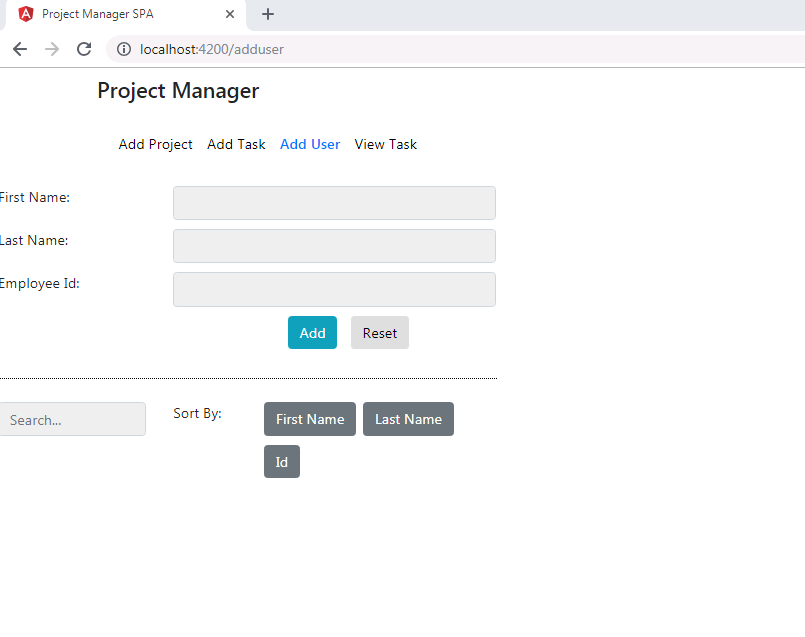 Project Manager SPA
localhost:4200/adduser
Project Manager
Add Project Add Task Add User View Task
First Name:
Last Name:
Employee Id:
Add Reset
Search... Sort By: First Name Last Name
Id